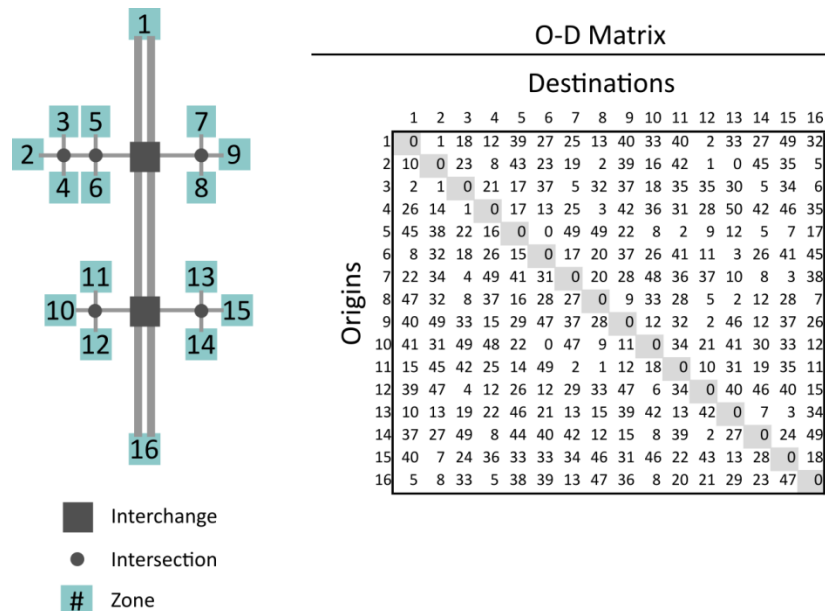 1
3 5 7
2 9
4 6 8
11 13
10 15
12 14
16
Interchange
Intersection
# Zone
O-D Matrix
Destinations
Origins
1 2 3 4 5 6 7 8 9 10 11 12 13 14 15 16
1 0 1 18 12 39 27 25 13 40 33 40 2 33 27 49 32
2 10 0 23 8 43 23 19 2 39 16 42 1 0 45 35 5
3 2 1 0 21 17 37 5 32 37 18 35 35 30 5 34 6
4 26 14 1 0 17 13 25 3 42 36 31 28 50 42 46 35
5 45 38 22 16 0 0 49 49 22 8 2 9 12 5 7 17
6 8 32 18 26 15 0 17 20 37 26 41 11 3 26 41 45
7 22 34 4 49 41 31 0 20 28 48 36 37 10 8 3 38
8 47 32 8 37 16 28 27 0 9 33 28 5 2 12 28 7
9 40 49 33 15 29 47 37 28 0 12 32 2 46 12 37 26
10 41 31 49 48 22 0 47 9 11 0 34 21 41 30 33 12
11 15 45 42 25 14 49 2 1 12 18 0 10 31 19 35 11
12 39 47 4 12 26 12 29 33 47 6 34 0 40 46 40 15
13 10 13 19 22 46 21 13 15 39 42 13 42 0 7 3 34
14 37 27 49 8 44 40 42 12 15 8 39 2 27 0 24 49
15 40 7 24 36 33 33 34 46 31 46 22 43 13 28 0 18
16 5 8 33 5 38 39 13 47 36 8 20 21 29 23 47 0